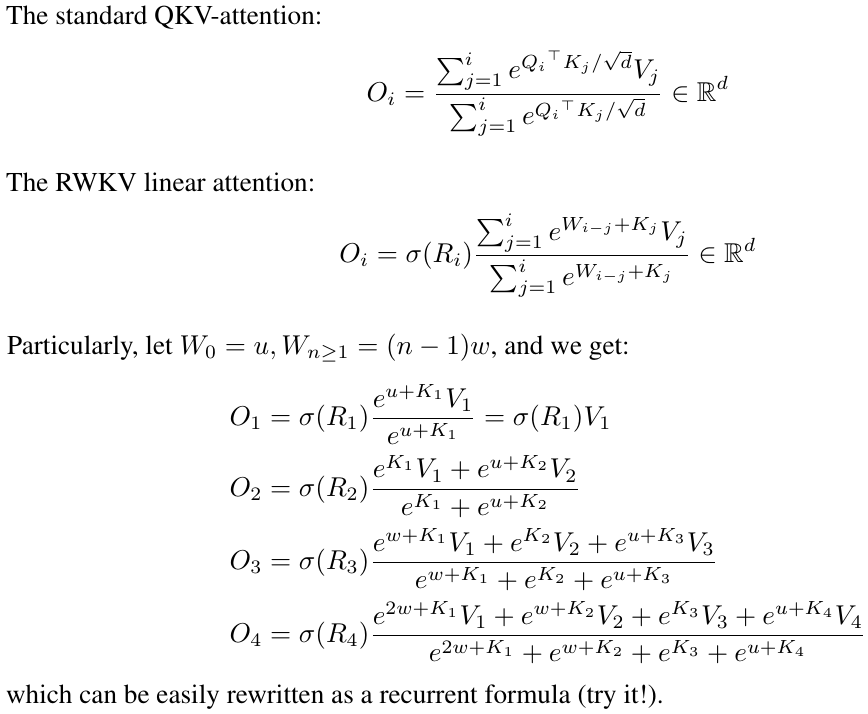 The standard QKV-attention:
$$O_i = \frac{\sum_{j=1}^{i} e^{Q_i^\top K_j/\sqrt{d}} V_j}{\sum_{j=1}^{i} e^{Q_i^\top K_j/\sqrt{d}}} \in \mathbb{R}^d$$
The RWKV linear attention:
$$O_i = \sigma(R_i) \frac{\sum_{j=1}^{i} e^{W_{i-j}+K_j} V_j}{\sum_{j=1}^{i} e^{W_{i-j}+K_j}} \in \mathbb{R}^d$$
Particularly, let $W_0 = u, W_{n \geq 1} = (n-1)w$, and we get:
$$O_1 = \sigma(R_1) \frac{e^{u+K_1} V_1}{e^{u+K_1}} = \sigma(R_1) V_1$$
$$O_2 = \sigma(R_2) \frac{e^{K_1} V_1 + e^{u+K_2} V_2}{e^{K_1} + e^{u+K_2}}$$
$$O_3 = \sigma(R_3) \frac{e^{w+K_1} V_1 + e^{K_2} V_2 + e^{u+K_3} V_3}{e^{w+K_1} + e^{K_2} + e^{u+K_3}}$$
$$O_4 = \sigma(R_4) \frac{e^{2w+K_1} V_1 + e^{w+K_2} V_2 + e^{K_3} V_3 + e^{u+K_4} V_4}{e^{2w+K_1} + e^{w+K_2} + e^{K_3} + e^{u+K_4}}$$
which can be easily rewritten as a recurrent formula (try it!).